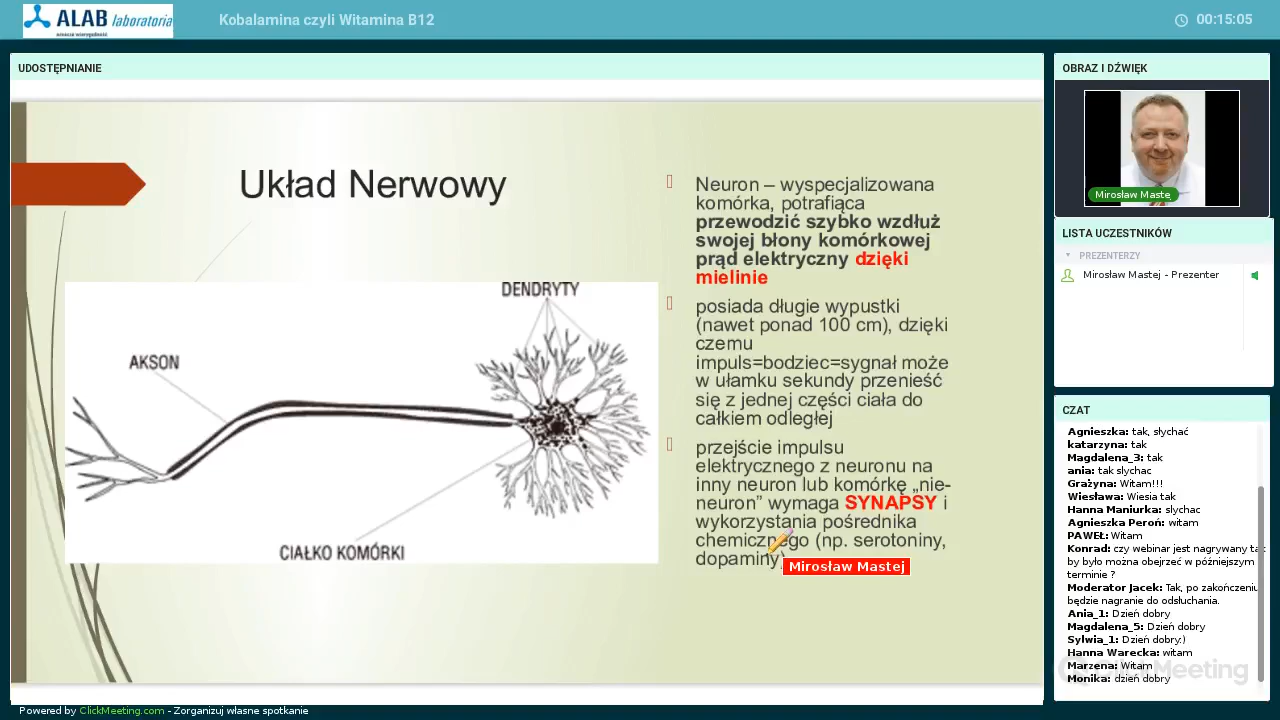 ALAB laboratoria
Kobalamina czyli Witamina B12
00:15:05
UDOSTĘPNIANIE
Układ Nerwowy
DENDRYTY
AKSON
CIAŁKO KOMÓRKI
Neuron – wyspecjalizowana
komórka, potrafiąca
przewodzić szybko wzdłuż
swojej błony komórkowej
prąd elektryczny dzięki
mielinie
posiada długie wypustki
(nawet ponad 100 cm), dzięki
czemu
impuls=bodziec=sygnał może
w ułamku sekundy przenieść
się z jednej części ciała do
całkiem odległej
przejście impulsu
elektrycznego z neuronu na
inny neuron lub komórkę „nie-
neuron” wymaga SYNAPSY i
wykorzystania pośrednika
chemicznego (np. serotoniny,
dopaminy)
Mirosław Mastej
OBRAZ I DŹWIĘK
Mirosław Mastej
LISTA UCZESTNIKÓW
PREZENTERZY
Mirosław Mastej - Prezenter
CZAT
Agnieszka: tak, słychać
katarzyna: tak
Magdalena_3: tak
ania: tak slychac
Grażyna: Witam!!!
Wiesława: Wiesia tak
Hanna Maniurka: slychac
Agnieszka Peroń: witam
PAWEŁ: Witam
Konrad: czy webinar jest nagrywany tak
by było można obejrzeć w późniejszym
terminie ?
Moderator Jacek: Tak, po zakończeniu
będzie nagranie do odsłuchania.
Ania_1: Dzień dobry
Magdalena_5: Dzień dobry
Sylwia_1: Dzień dobry:)
Hanna Warecka: witam
Marzena: Witam
Monika: dzień dobry
ClickMeeting
Powered by ClickMeeting.com - Zorganizuj własne spotkanie